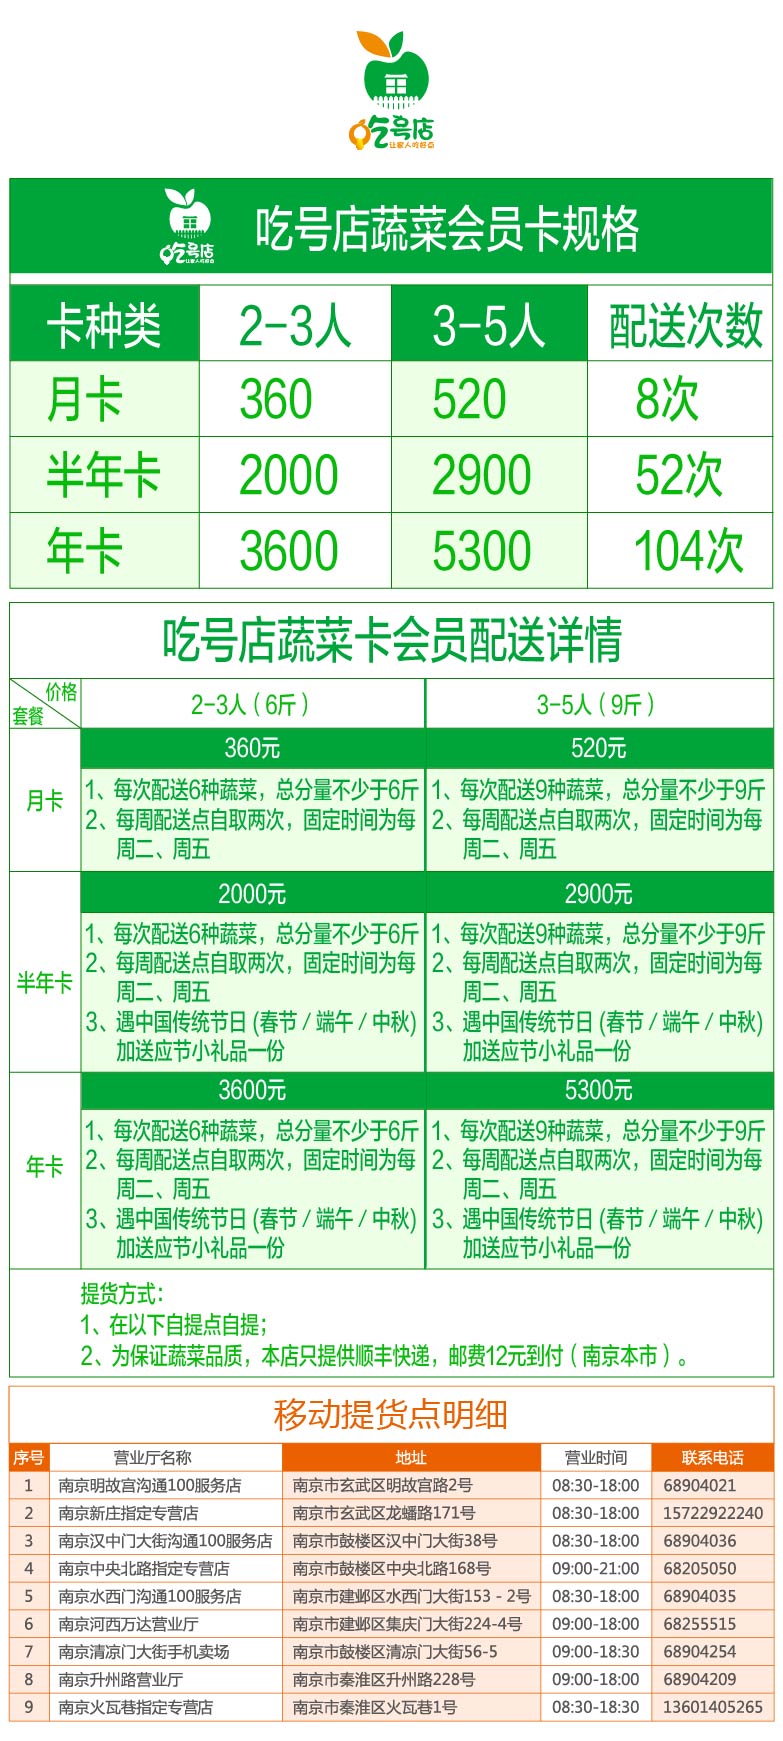 吃号店
让家人吃好点
吃号店
让家人吃好点
吃号店蔬菜会员卡规格
卡种类 2-3人 3-5人 配送次数
月卡 360 520 8次
半年卡 2000 2900 52次
年卡 3600 5300 104次
吃号店蔬菜卡会员配送详情
价格
套餐
2-3人（6斤） 3-5人（9斤）
月卡
360元 520元
1、每次配送6种蔬菜，总分量不少于6斤 1、每次配送9种蔬菜，总分量不少于9斤
2、每周配送点自取两次，固定时间为每 2、每周配送点自取两次，固定时间为每
周二、周五 周二、周五
半年卡
2000元 2900元
1、每次配送6种蔬菜，总分量不少于6斤 1、每次配送9种蔬菜，总分量不少于9斤
2、每周配送点自取两次，固定时间为每 2、每周配送点自取两次，固定时间为每
周二、周五 周二、周五
3、遇中国传统节日(春节/端午/中秋) 3、遇中国传统节日(春节/端午/中秋)
加送应节小礼品一份 加送应节小礼品一份
年卡
3600元 5300元
1、每次配送6种蔬菜，总分量不少于6斤 1、每次配送9种蔬菜，总分量不少于9斤
2、每周配送点自取两次，固定时间为每 2、每周配送点自取两次，固定时间为每
周二、周五 周二、周五
3、遇中国传统节日(春节/端午/中秋) 3、遇中国传统节日(春节/端午/中秋)
加送应节小礼品一份 加送应节小礼品一份
提货方式：
1、在以下自提点自提；
2、为保证蔬菜品质，本店只提供顺丰快递，邮费12元到付（南京本市）。
移动提货点明细
序号 营业厅名称 地址 营业时间 联系电话
1 南京明故宫沟通100服务店 南京市玄武区明故宫路2号 08:30-18:00 68904021
2 南京新庄指定专营店 南京市玄武区龙蟠路171号 08:30-18:00 15722922240
3 南京汉中门大街沟通100服务店 南京市鼓楼区汉中门大街38号 08:30-18:00 68904036
4 南京中央北路指定专营店 南京市鼓楼区中央北路168号 09:00-21:00 68205050
5 南京水西门沟通100服务店 南京市建邺区水西门大街153-2号 08:30-18:00 68904035
6 南京河西万达营业厅 南京市建邺区集庆门大街224-4号 09:00-18:00 68255515
7 南京清凉门大街手机卖场 南京市鼓楼区清凉门大街56-5 09:00-18:30 68904254
8 南京升州路营业厅 南京市秦淮区升州路228号 09:00-18:00 68904209
9 南京火瓦巷指定专营店 南京市秦淮区火瓦巷1号 08:30-18:30 13601405265